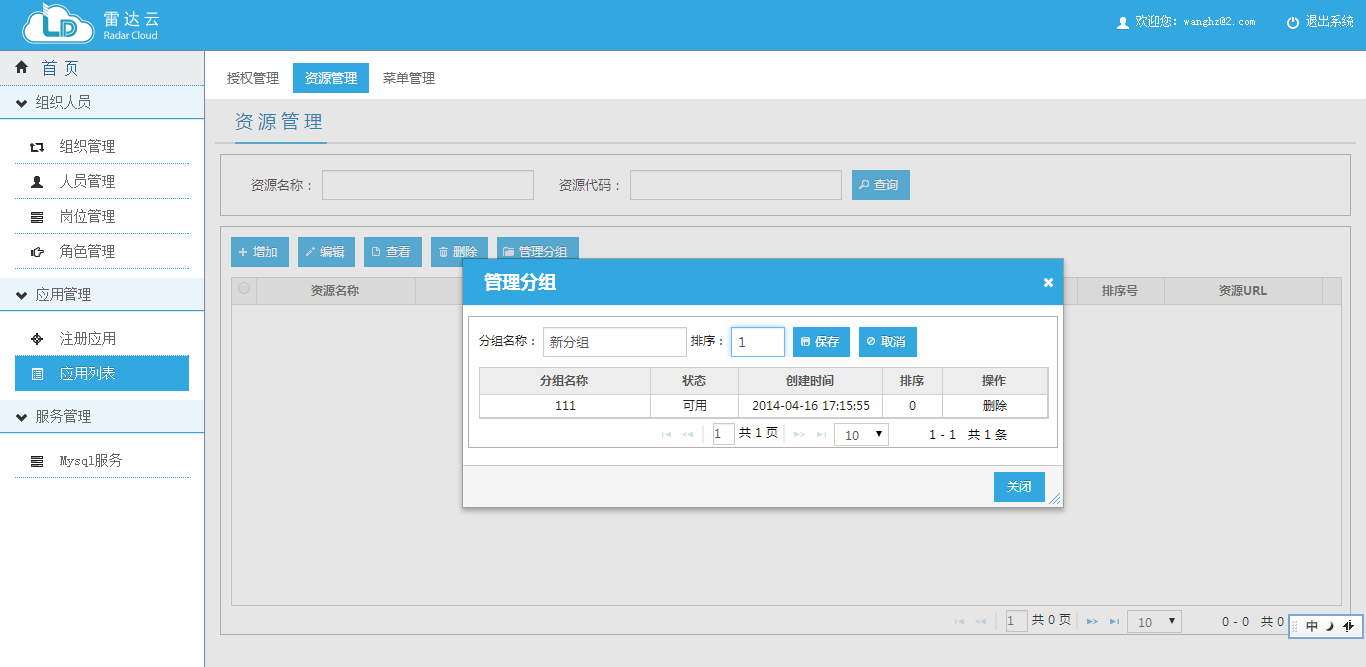 雷达云
Radar Cloud
欢迎您: wanghz@2.com
退出系统
首 页
组织人员
组织管理
人员管理
岗位管理
角色管理
应用管理
注册应用
应用列表
服务管理
Mysql服务
授权管理 资源管理 菜单管理
资源管理
资源名称： 资源代码： 查询
增加 编辑 查看 删除 管理分组
资源名称 排序号 资源URL
管理分组
分组名称： 新分组 排序： 1 保存 取消
分组名称 状态 创建时间 排序 操作
111 可用 2014-04-16 17:15:55 0 删除
1 共 1 页 10 1 - 1 共 1 条
关闭
1 共 0 页 10 0 - 0 共 0
中